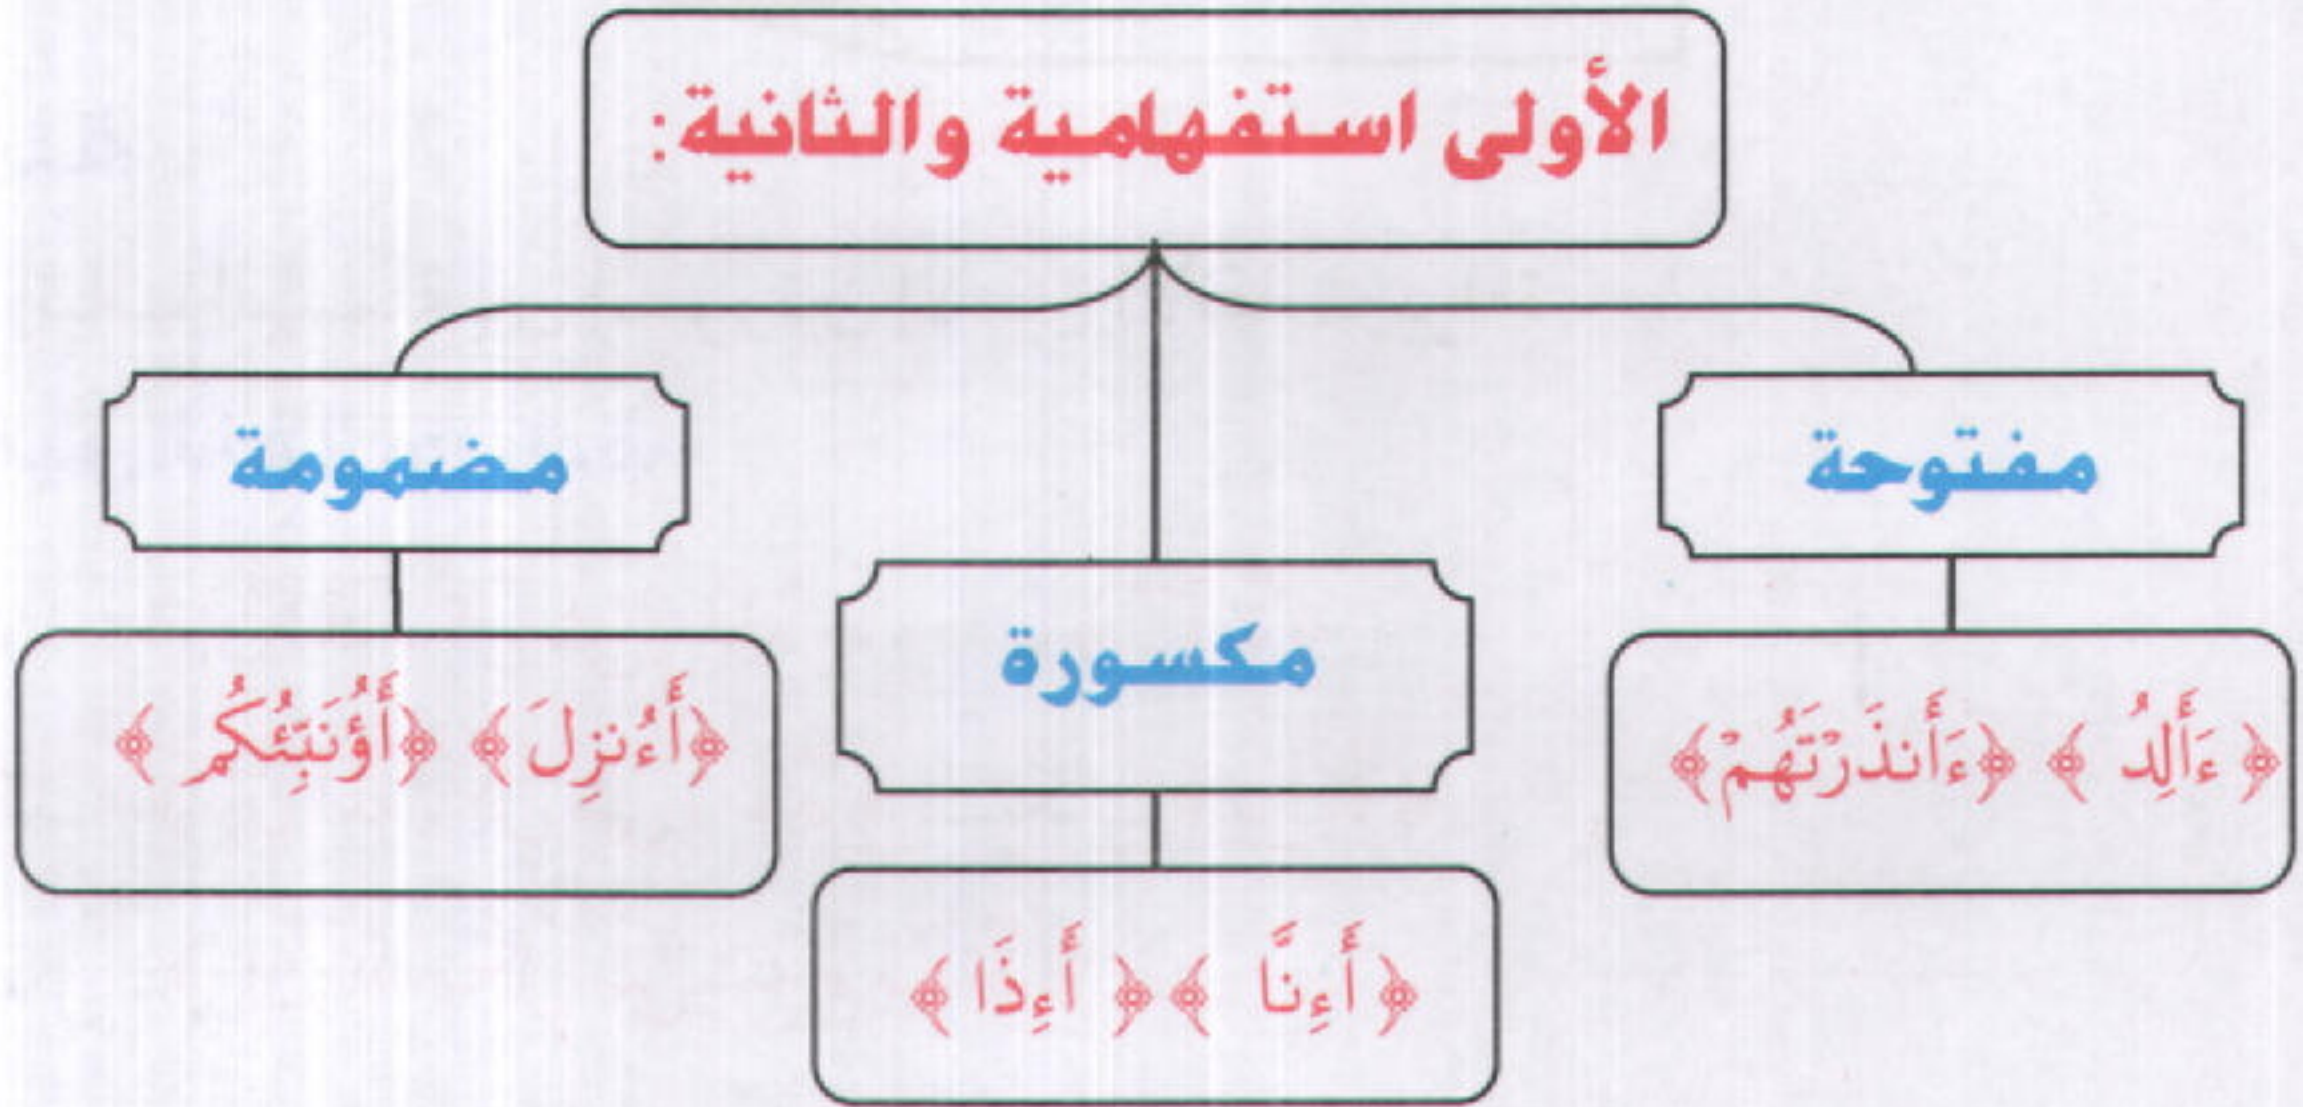 الأولى استفهامية والثانية:
مفتوحة
﴿ ءَأَلِدُ ﴾ ﴿ءَأَنذَرْتَهُمْ﴾
مكسورة
﴿ أَءِنَّا ﴾﴿ أَءِذَا ﴾
مضمومة
﴿أَءُنزِلَ﴾ ﴿أَؤُنَبِّئُكُم ﴾